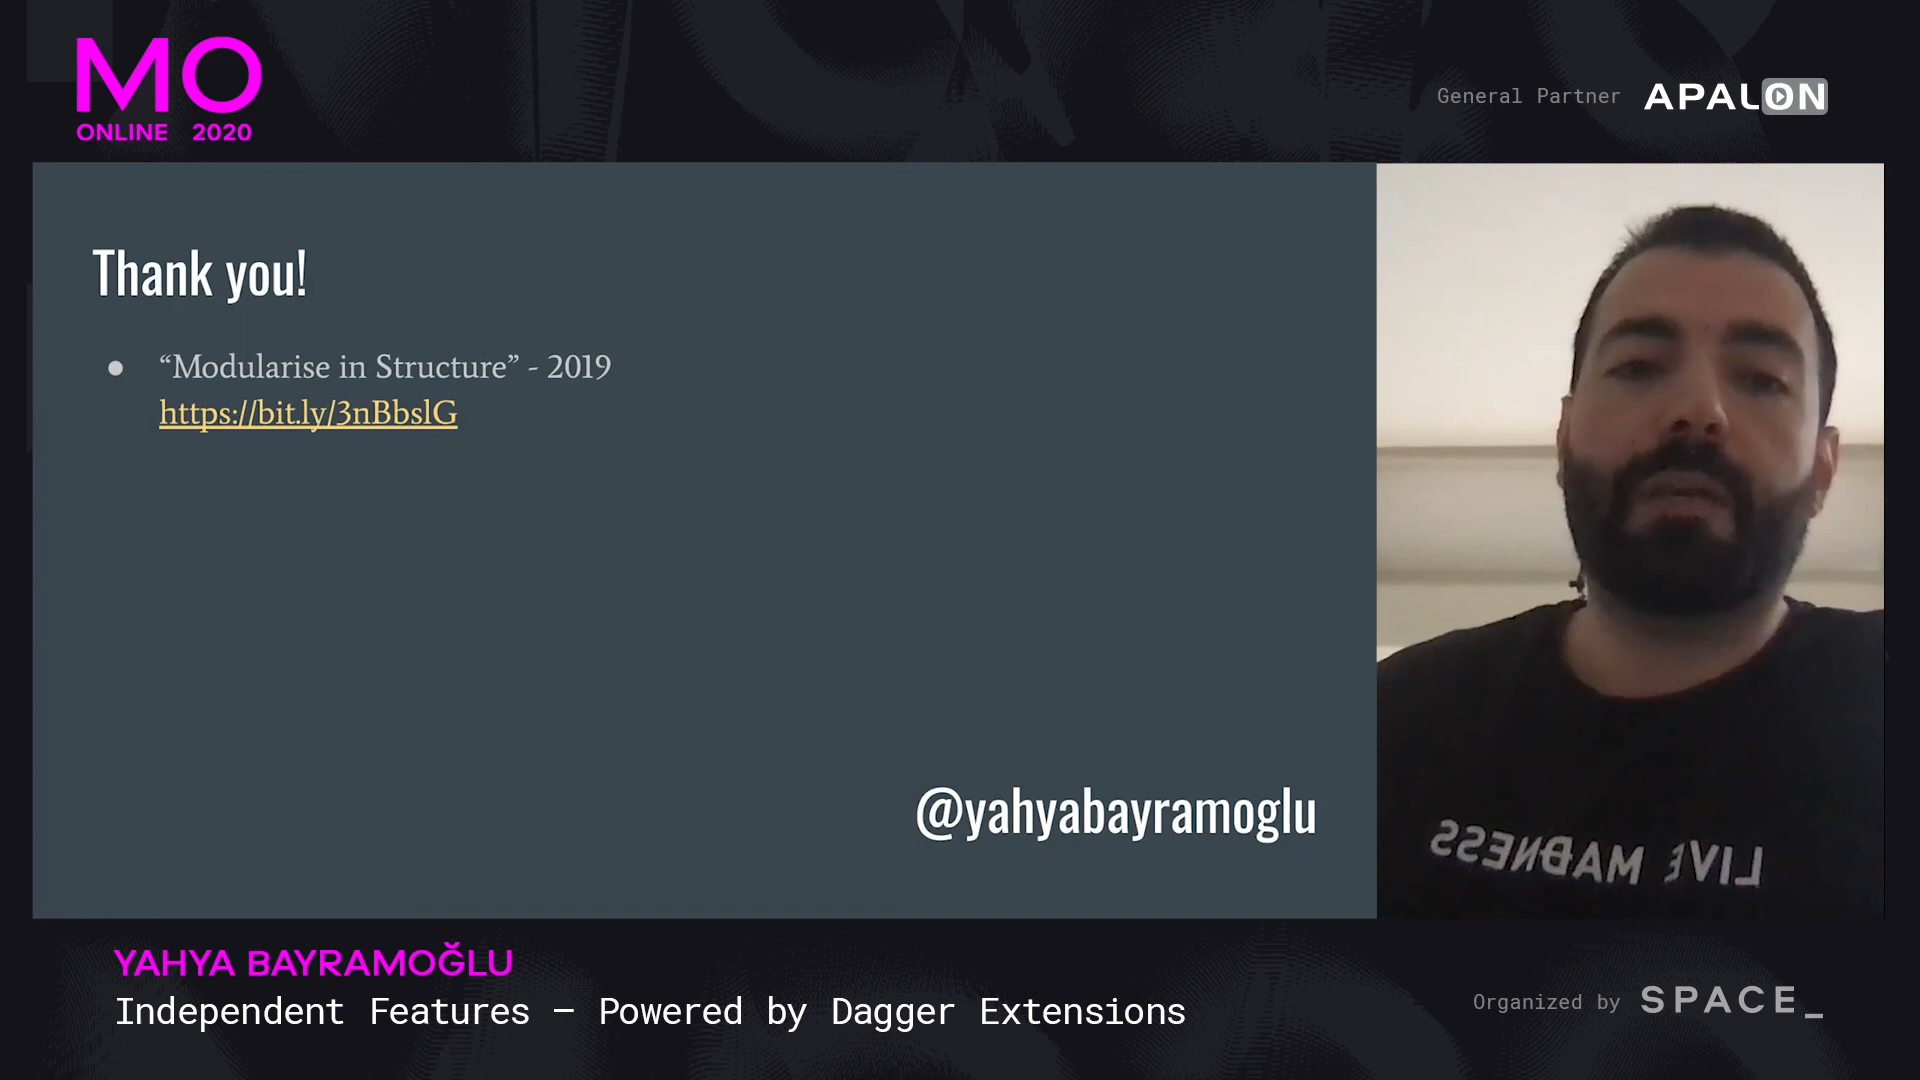 MO
ONLINE 2020
General Partner APALON
Thank you!
● “Modularise in Structure” - 2019
https://bit.ly/3nBbslG
@yahyabayramoglu
LIVE MADNESS
YAHYA BAYRAMOĞLU
Independent Features — Powered by Dagger Extensions
Organized by SPACE_